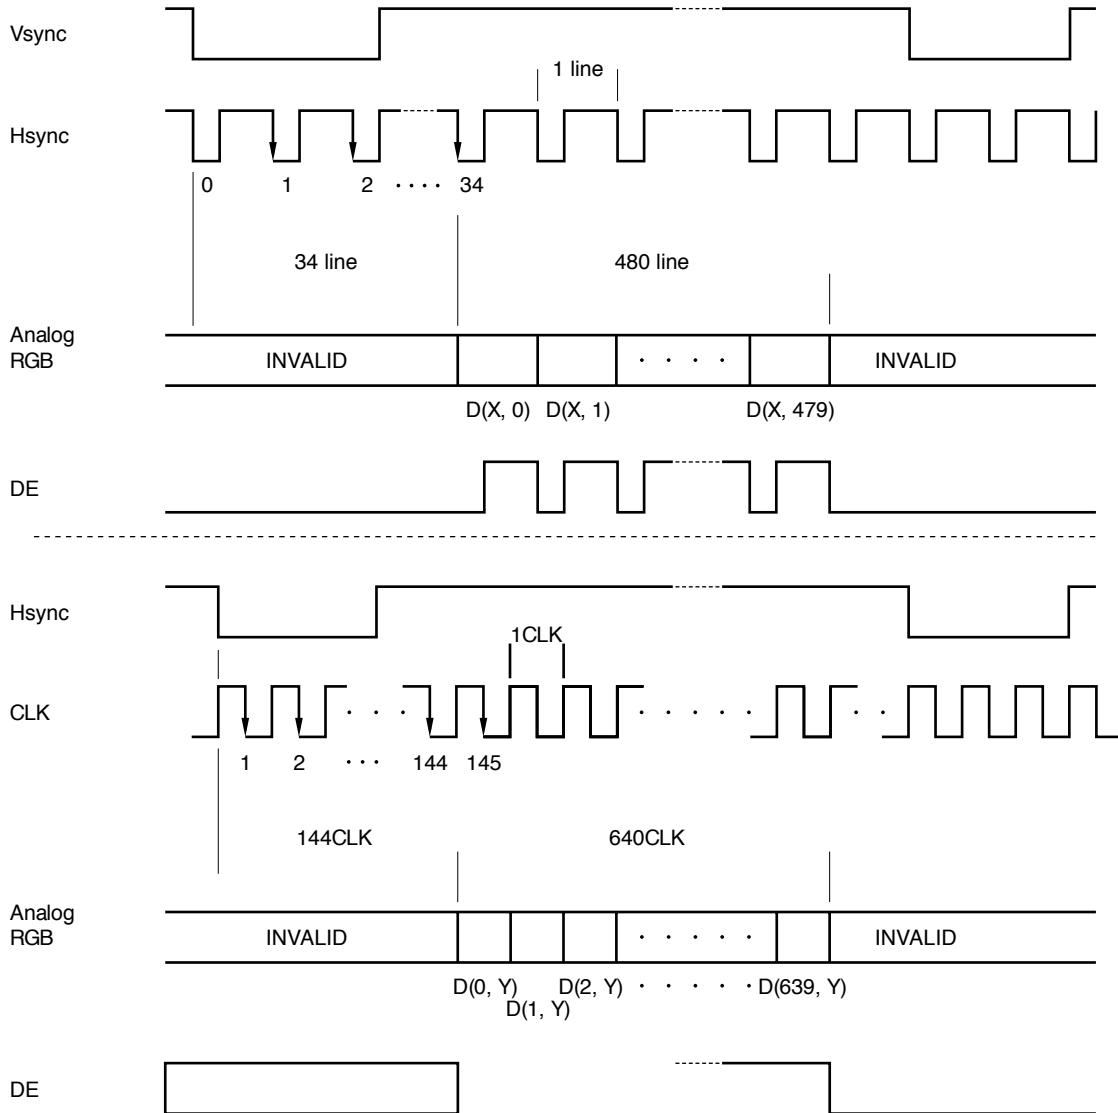 Vsync
1 line
Hsync
0 1 2 · · · · 34
34 line 480 line
Analog
RGB
INVALID · · · · INVALID
D(X, 0) D(X, 1) D(X, 479)
DE
Hsync
1CLK
CLK · · · · · · · · · ·
1 2 · · · 144 145
144CLK 640CLK
Analog
RGB
INVALID · · · · · INVALID
D(0, Y) D(2, Y) · · · · · D(639, Y)
D(1, Y)
DE